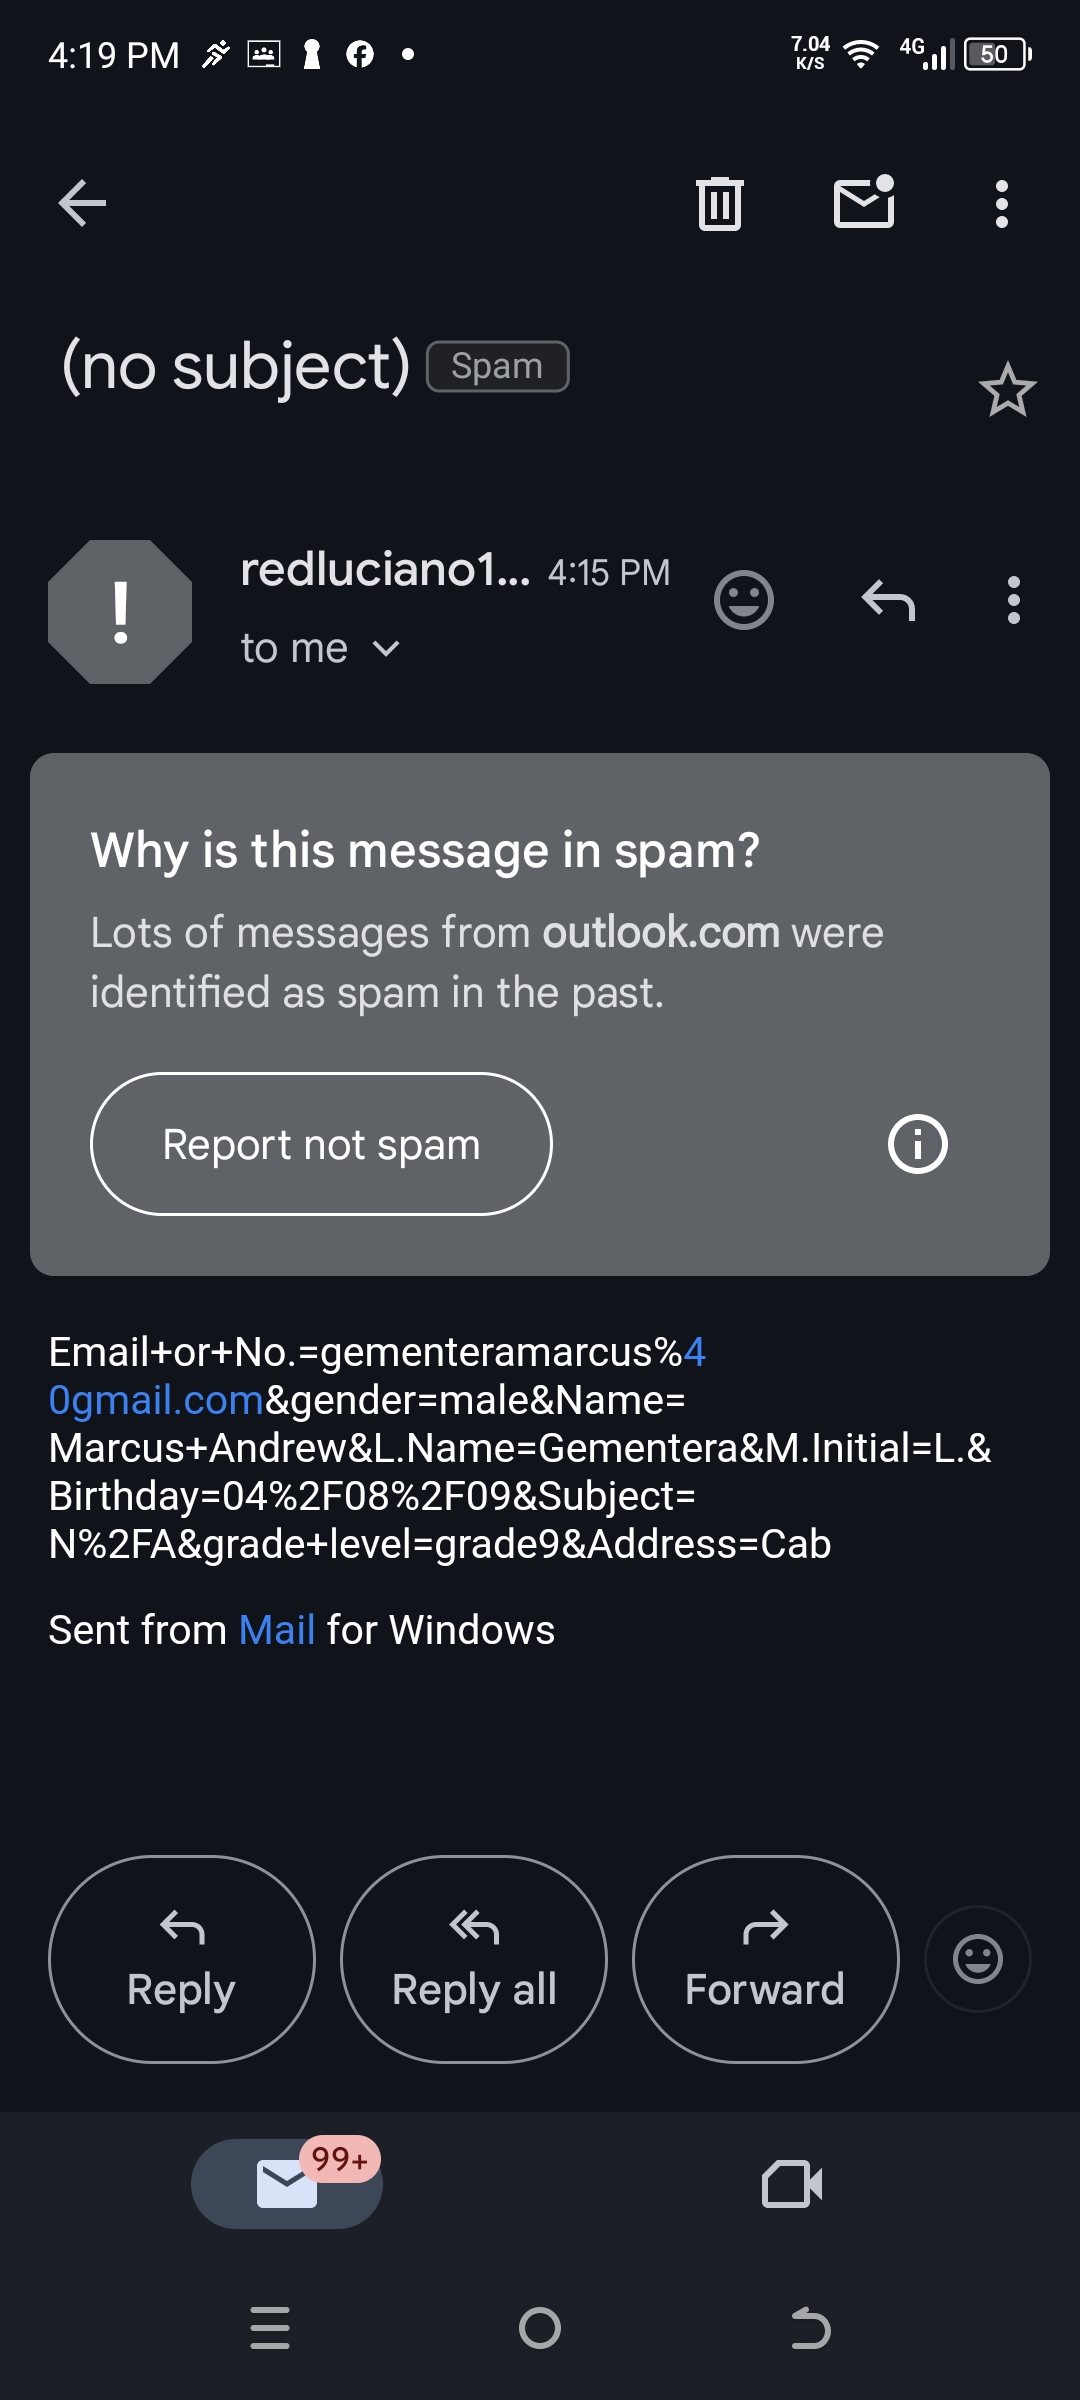 4:19 PM
7.04 K/S
4G
50
(no subject) Spam
redluciano1... 4:15 PM
to me
Why is this message in spam?
Lots of messages from outlook.com were
identified as spam in the past.
Report not spam
Email+or+No.=gementeramarcus%4
0gmail.com&gender=male&Name=
Marcus+Andrew&L.Name=Gementera&M.Initial=L.&
Birthday=04%2F08%2F09&Subject=
N%2FA&grade+level=grade9&Address=Cab
Sent from Mail for Windows
Reply
Reply all
Forward
99+